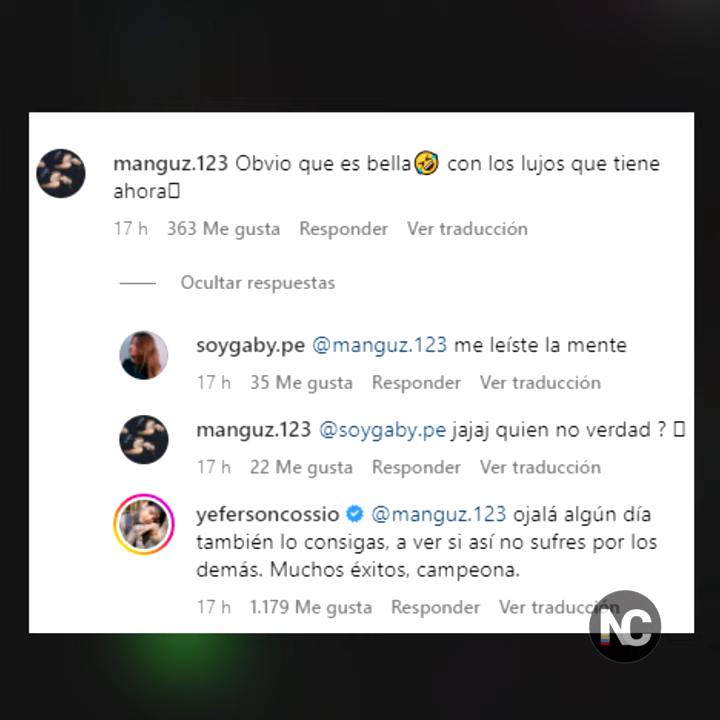 manguz.123 Obvio que es bella🤣 con los lujos que tiene
ahora
17 h 363 Me gusta Responder Ver traducción
Ocultar respuestas
soygaby.pe @manguz.123 me leíste la mente
17 h 35 Me gusta Responder Ver traducción
manguz.123 @soygaby.pe jajaj quien no verdad ?
17 h 22 Me gusta Responder Ver traducción
yefersoncossio @manguz.123 ojalá algún día
también lo consigas, a ver si así no sufres por los
demás. Muchos éxitos, campeona.
17 h 1.179 Me gusta Responder Ver traducción
NC